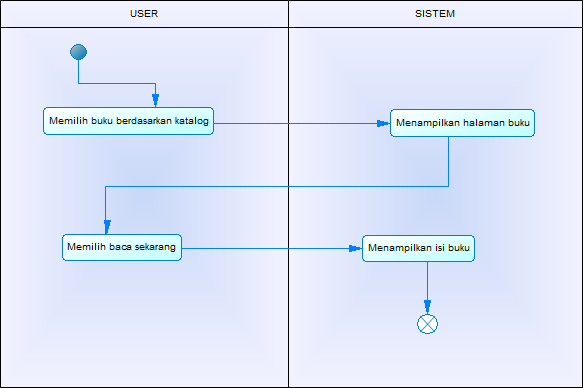 USER
SISTEM
Memilih buku berdasarkan katalog
Menampilkan halaman buku
Memilih baca sekarang
Menampilkan isi buku